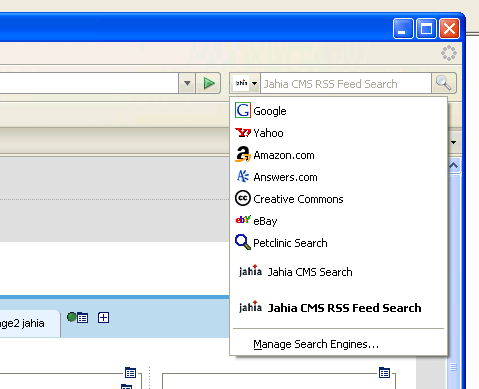 jahia Jahia CMS RSS Feed Search
Google
Yahoo
Amazon.com
Answers.com
Creative Commons
eBay
Petclinic Search
jahia Jahia CMS Search
jahia Jahia CMS RSS Feed Search
Manage Search Engines...
ge2 jahia